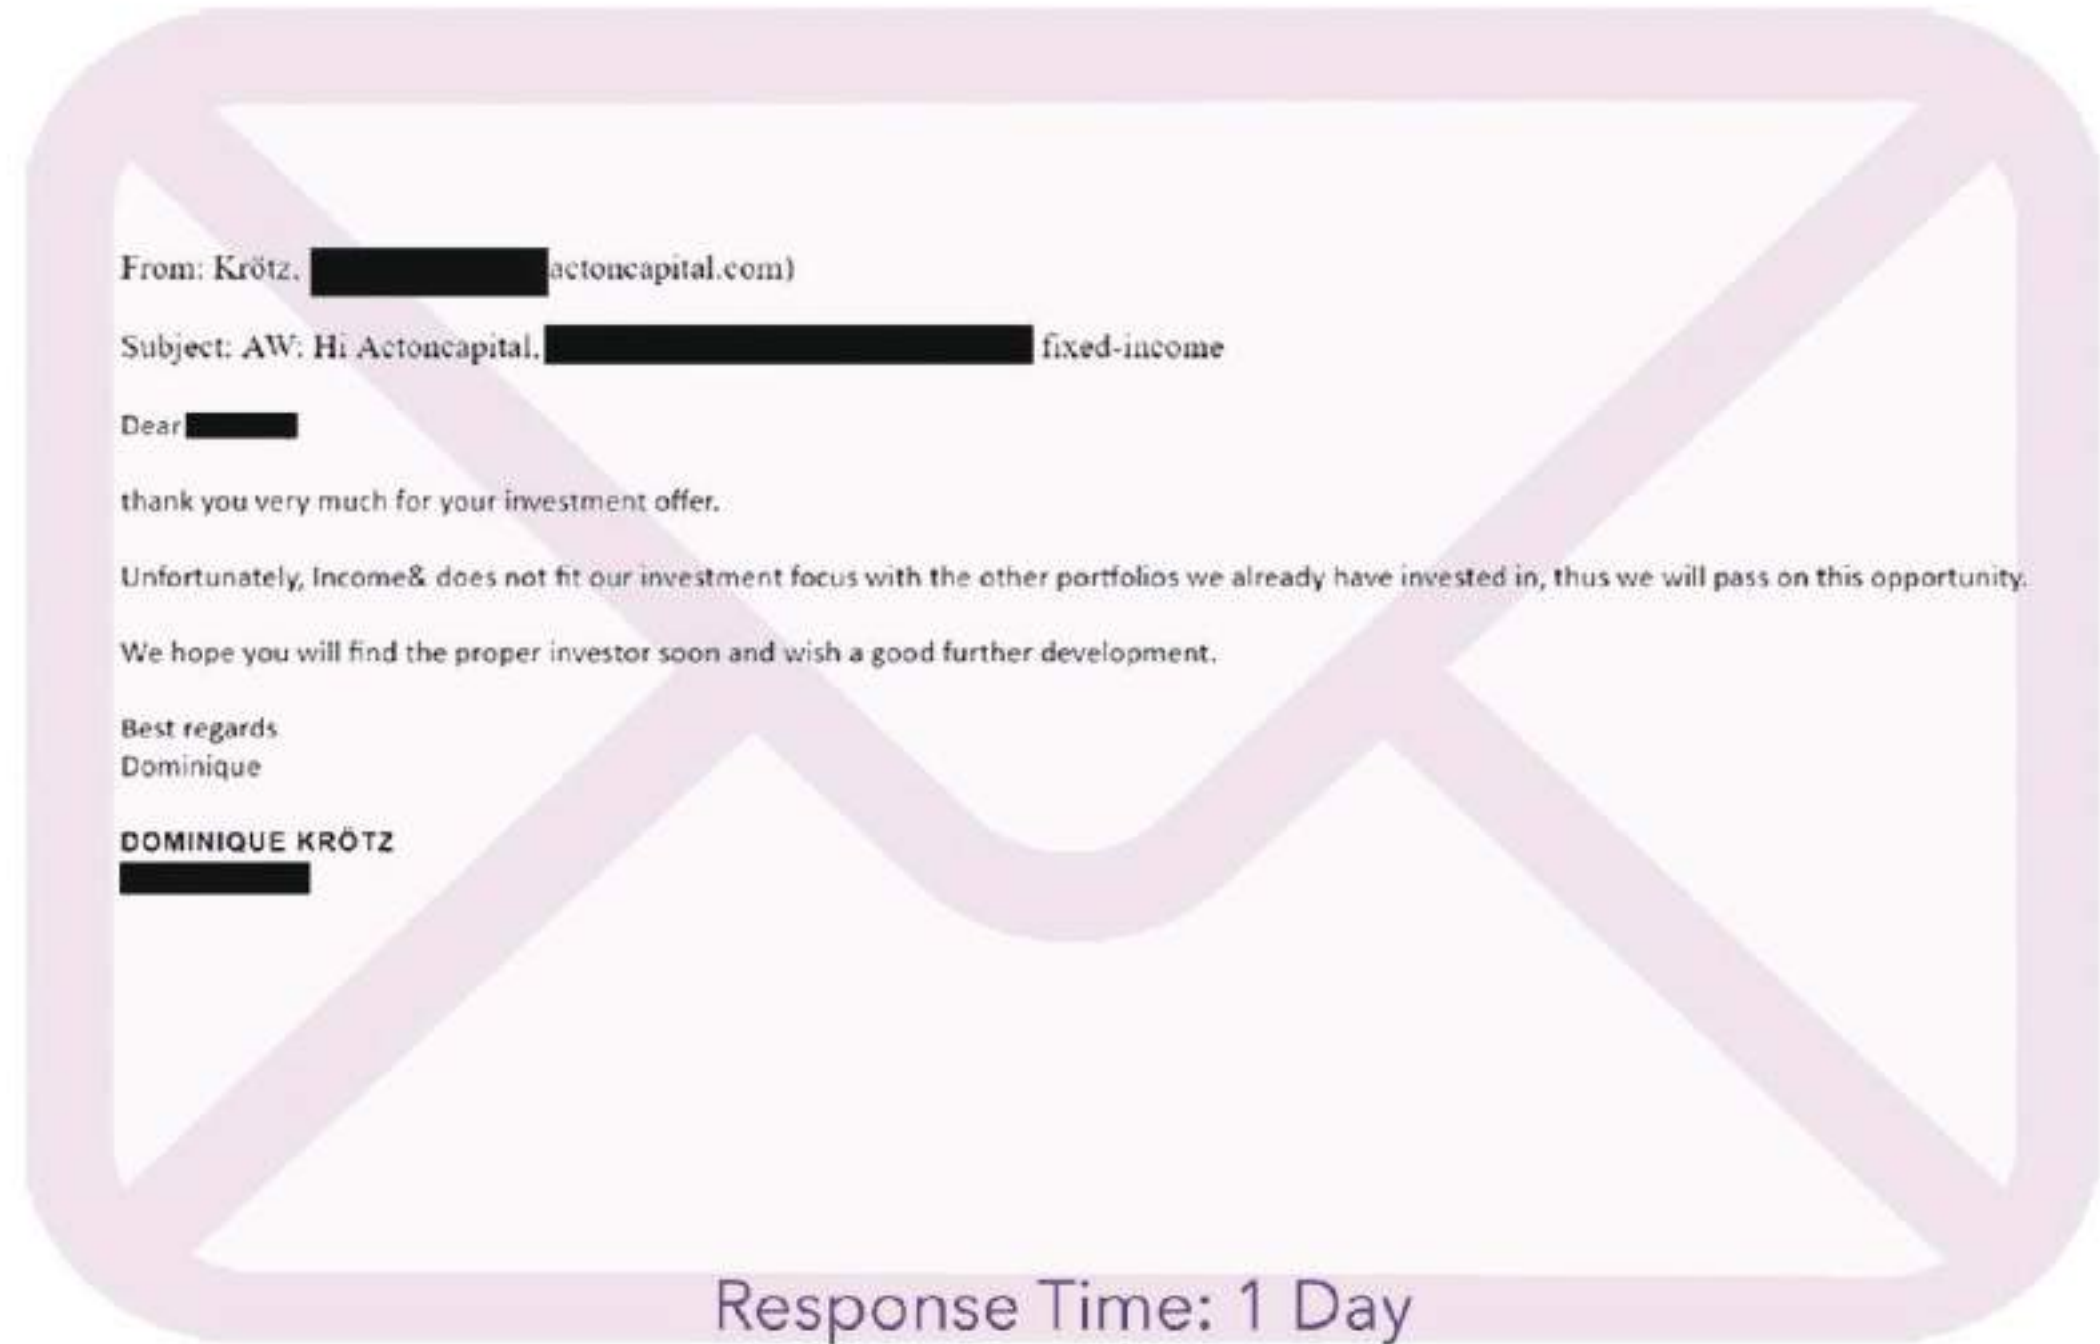 From: Krötz, actoncapital.com)
Subject: AW: Hi Actoncapital, fixed-income
Dear
thank you very much for your investment offer.
Unfortunately, Income& does not fit our investment focus with the other portfolios we already have invested in, thus we will pass on this opportunity.
We hope you will find the proper investor soon and wish a good further development.
Best regards
Dominique
DOMINIQUE KRÖTZ
Response Time: 1 Day